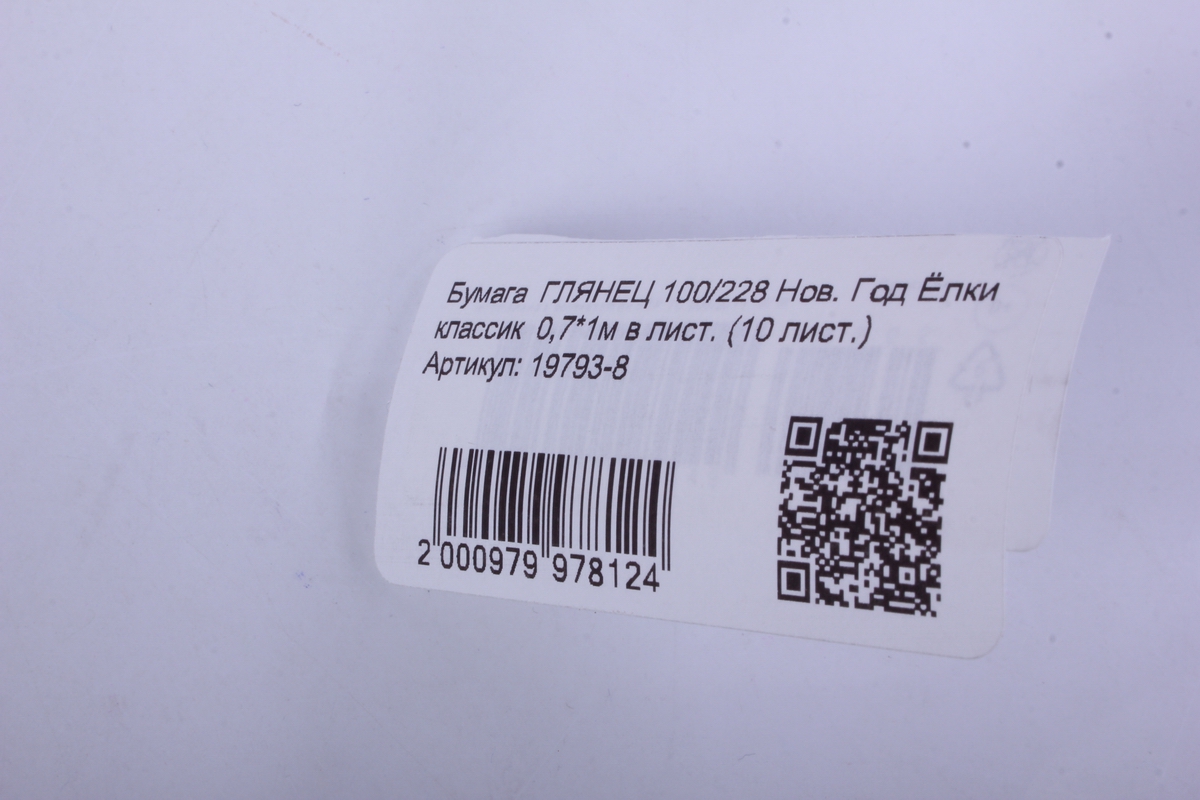 Бумага ГЛЯНЕЦ 100/228 Нов. Год Ёлки
классик 0,7*1м в лист. (10 лист.)
Артикул: 19793-8
2 000979 978124